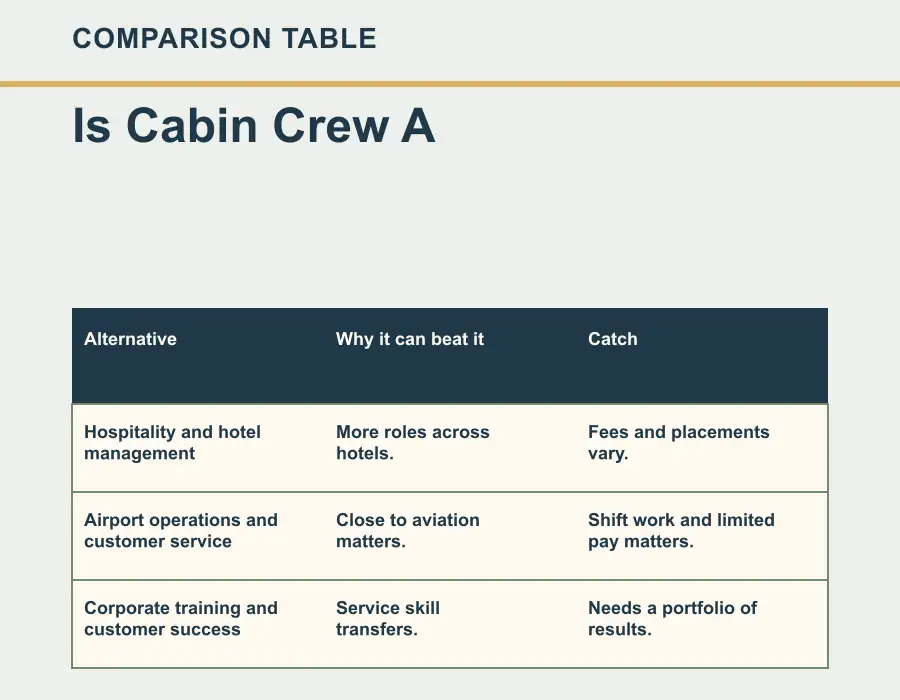 COMPARISON TABLE
Is Cabin Crew A
Alternative
Why it can beat it
Catch
Hospitality and hotel
management
More roles across
hotels.
Fees and placements
vary.
Airport operations and
customer service
Close to aviation
matters.
Shift work and limited
pay matters.
Corporate training and
customer success
Service skill
transfers.
Needs a portfolio of
results.